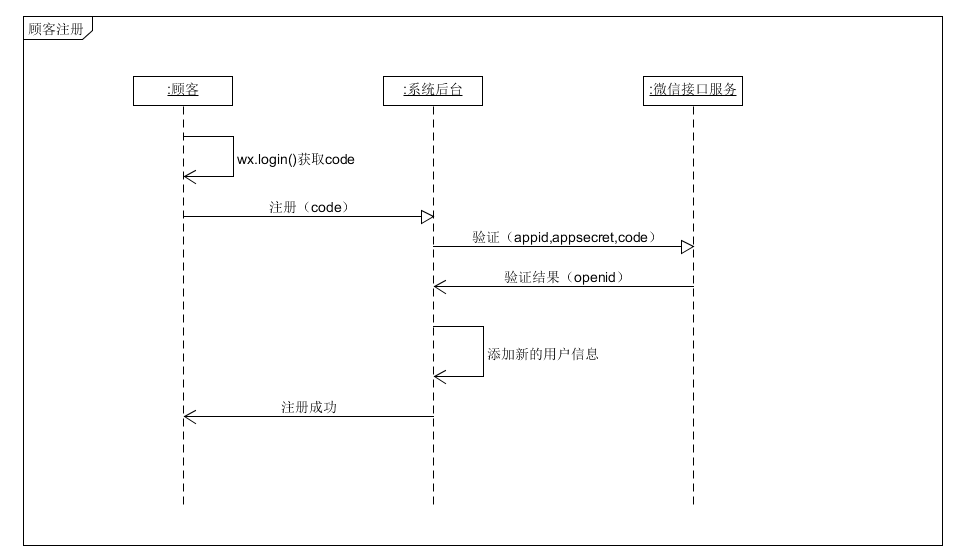 顾客注册
:顾客
:系统后台
:微信接口服务
wx.login()获取code
注册（code）
验证（appid,appsecret,code）
验证结果（openid）
添加新的用户信息
注册成功